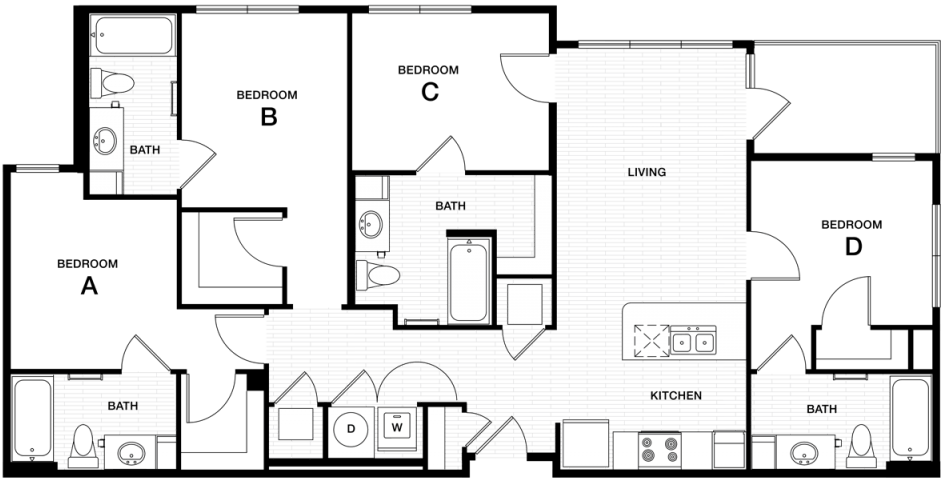 BEDROOM
B
BEDROOM
C
BATH
LIVING
BATH
BEDROOM
D
BEDROOM
A
KITCHEN
BATH
BATH
D
W